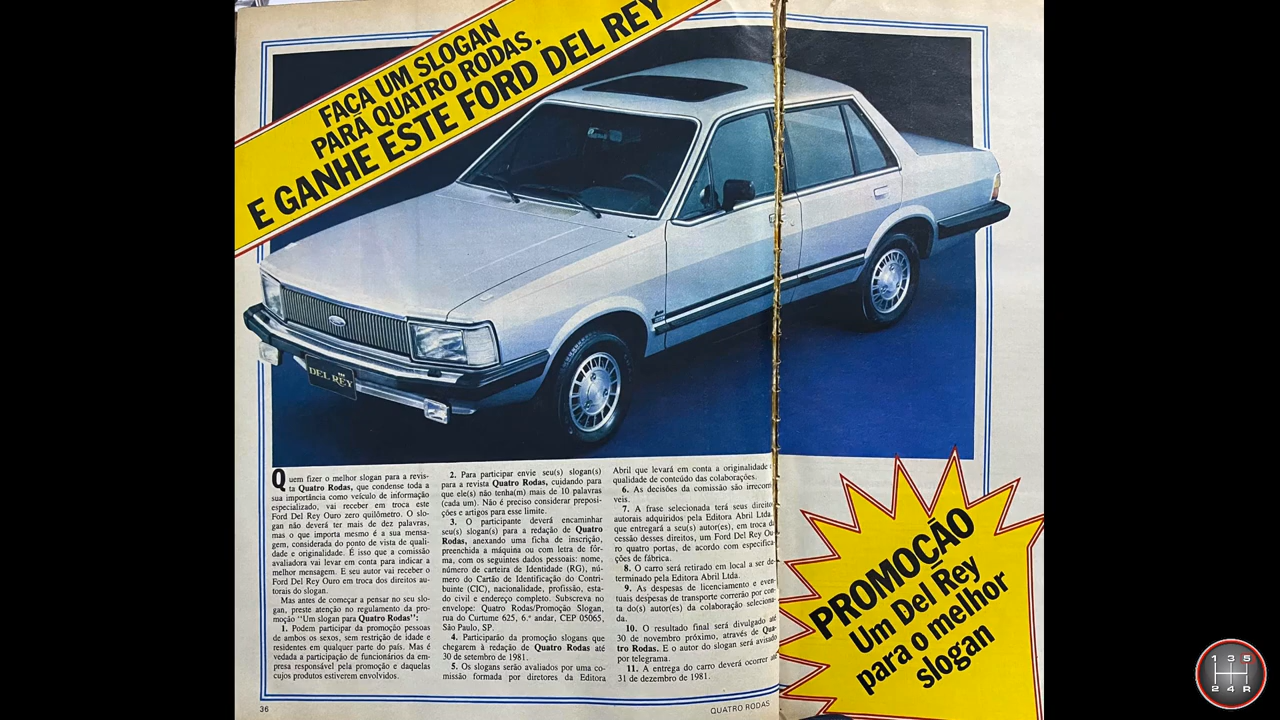 FAÇA UM SLOGAN
PARA QUATRO RODAS.
E GANHE ESTE FORD DEL REY
DEL REY
Quem fizer o melhor slogan para a revis-
ta Quatro Rodas, que condense toda a
sua importância como veículo de informação
especializado, vai receber em troca este
Ford Del Rey Ouro zero quilômetro. O slo-
gan não deverá ter mais de dez palavras,
mas o que importa mesmo é a sua mensa-
gem, considerada do ponto de vista de quali-
dade e originalidade. É isso que a comissão
avaliadora vai levar em conta para indicar a
melhor mensagem. E seu autor vai receber o
Ford Del Rey Ouro em troca dos direitos au-
torais do slogan.
Mas antes de começar a pensar no seu slo-
gan, preste atenção no regulamento da pro-
moção "Um slogan para Quatro Rodas":
1. Podem participar da promoção pessoas
de ambos os sexos, sem restrição de idade e
residentes em qualquer parte do país. Mas é
vedada a participação de funcionários da em-
presa responsável pela promoção e daquelas
cujos produtos estiverem envolvidos.
2. Para participar envie seu(s) slogan(s)
para a revista Quatro Rodas, cuidando para
que ele(s) não tenha(m) mais de 10 palavras
(cada um). Não é preciso considerar preposi-
ções e artigos para esse limite.
3. O participante deverá encaminhar
seu(s) slogan(s) para a redação de Quatro
Rodas, anexando uma ficha de inscrição,
preenchida a máquina ou com letra de fôr-
ma, com os seguintes dados pessoais: nome,
número da carteira de Identidade (RG), nú-
mero do Cartão de Identificação do Contri-
buinte (CIC), nacionalidade, profissão, esta-
do civil e endereço completo. Subscreva no
envelope: Quatro Rodas/Promoção Slogan,
rua do Curtume 625, 6.º andar, CEP 05065,
São Paulo, SP.
4. Participarão da promoção slogans que
chegarem à redação de Quatro Rodas até
30 de setembro de 1981.
5. Os slogans serão avaliados por uma co-
missão formada por diretores da Editora
Abril que levará em conta a originalidade
qualidade de conteúdo das colaborações.
6. As decisões da comissão são irrecorrí
veis.
7. A frase selecionada terá seus direitos
autorais adquiridos pela Editora Abril Ltda.
que entregará a seu(s) autor(es), em troca da
cessão desses direitos, um Ford Del Rey Ou-
ro quatro portas, de acordo com especifica-
ções de fábrica.
8. O carro será retirado em local a ser de-
terminado pela Editora Abril Ltda.
9. As despesas de licenciamento e even-
tuais despesas de transporte correrão por con-
ta do(s) autor(es) da colaboração seleciona-
da.
10. O resultado final será divulgado até
30 de novembro próximo, através de Qua-
tro Rodas. E o autor do slogan será avisado
por telegrama.
11. A entrega do carro deverá ocorrer até
31 de dezembro de 1981.
PROMOÇÃO
Um Del Rey
para o melhor
slogan
36
QUATRO RODAS
1 3 5
2 4 R